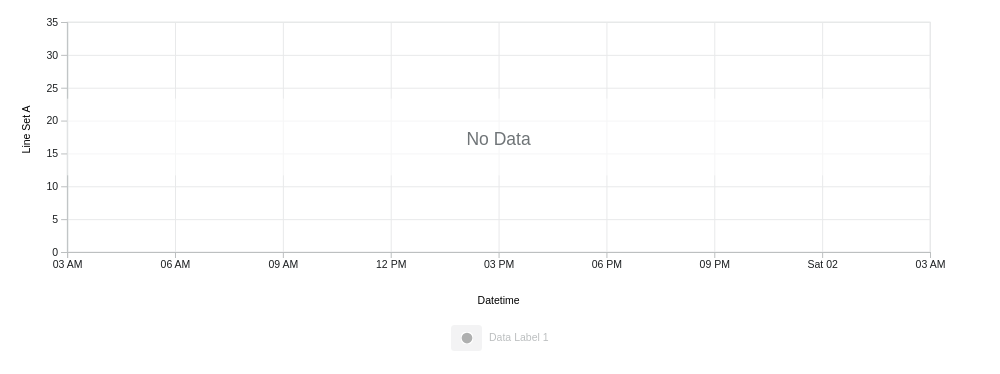 35
30
25
20
15
10
5
0
Line Set A
No Data
03 AM 06 AM 09 AM 12 PM 03 PM 06 PM 09 PM Sat 02 03 AM
Datetime
Data Label 1